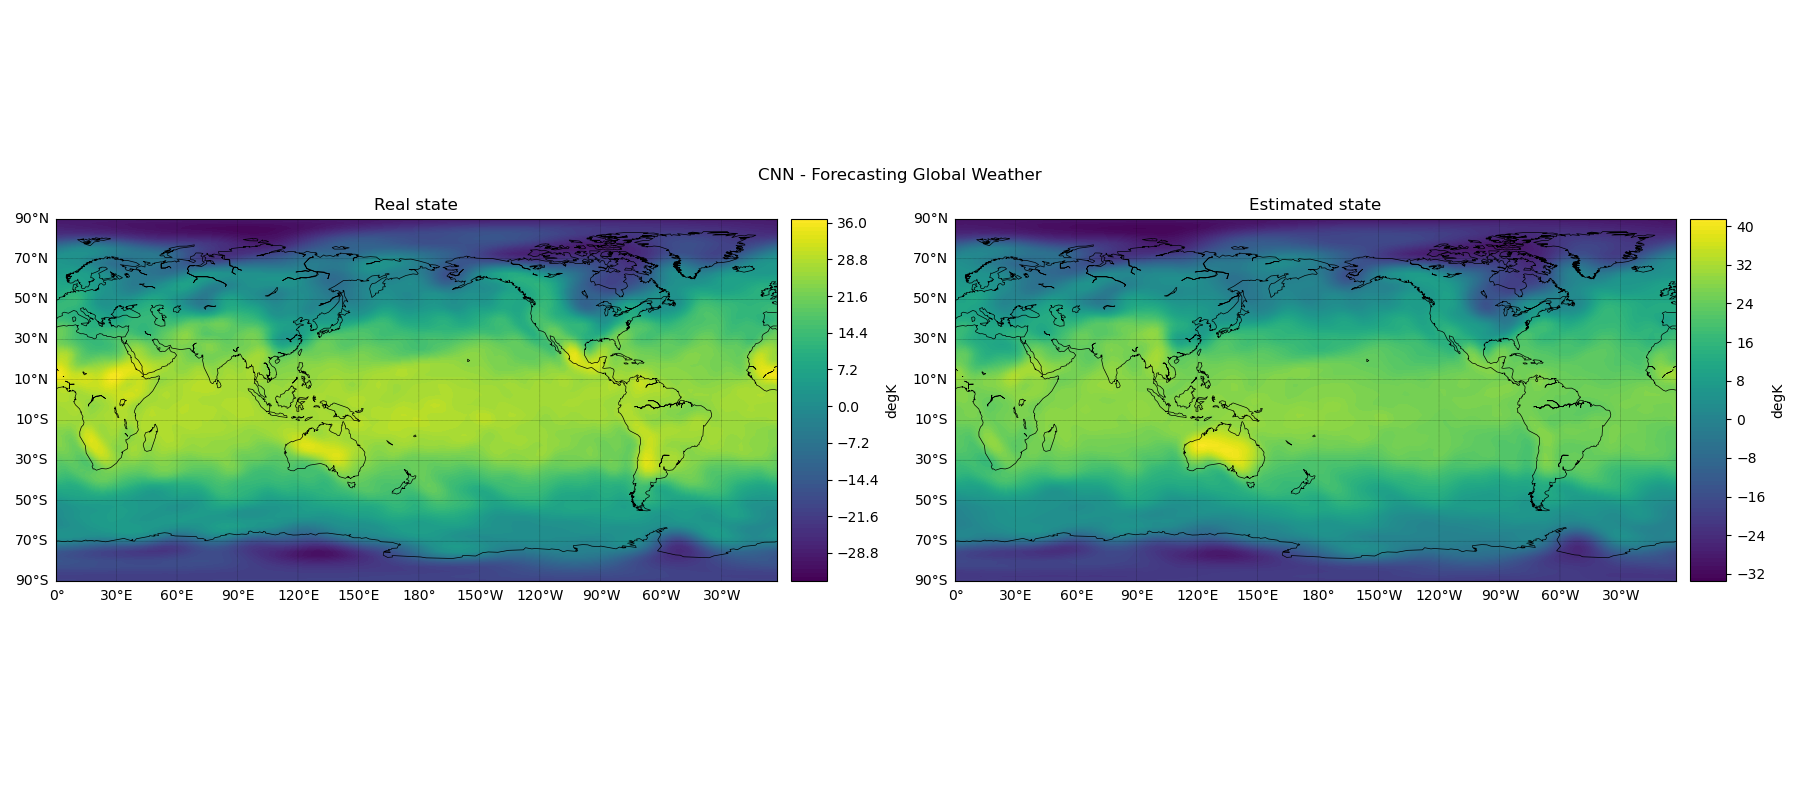 CNN - Forecasting Global Weather
Real state
90°N
70°N
50°N
30°N
10°N
10°S
30°S
50°S
70°S
90°S
0° 30°E 60°E 90°E 120°E 150°E 180° 150°W 120°W 90°W 60°W 30°W
36.0
28.8
21.6
14.4
7.2
0.0
−7.2
−14.4
−21.6
−28.8
degK
Estimated state
90°N
70°N
50°N
30°N
10°N
10°S
30°S
50°S
70°S
90°S
0° 30°E 60°E 90°E 120°E 150°E 180° 150°W 120°W 90°W 60°W 30°W
40
32
24
16
8
0
−8
−16
−24
−32
degK